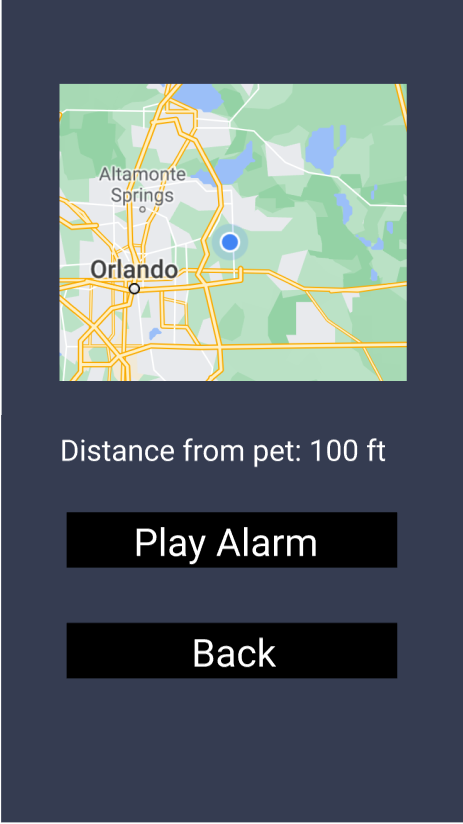 Altamonte
Springs
Orlando
Distance from pet: 100 ft
Play Alarm
Back